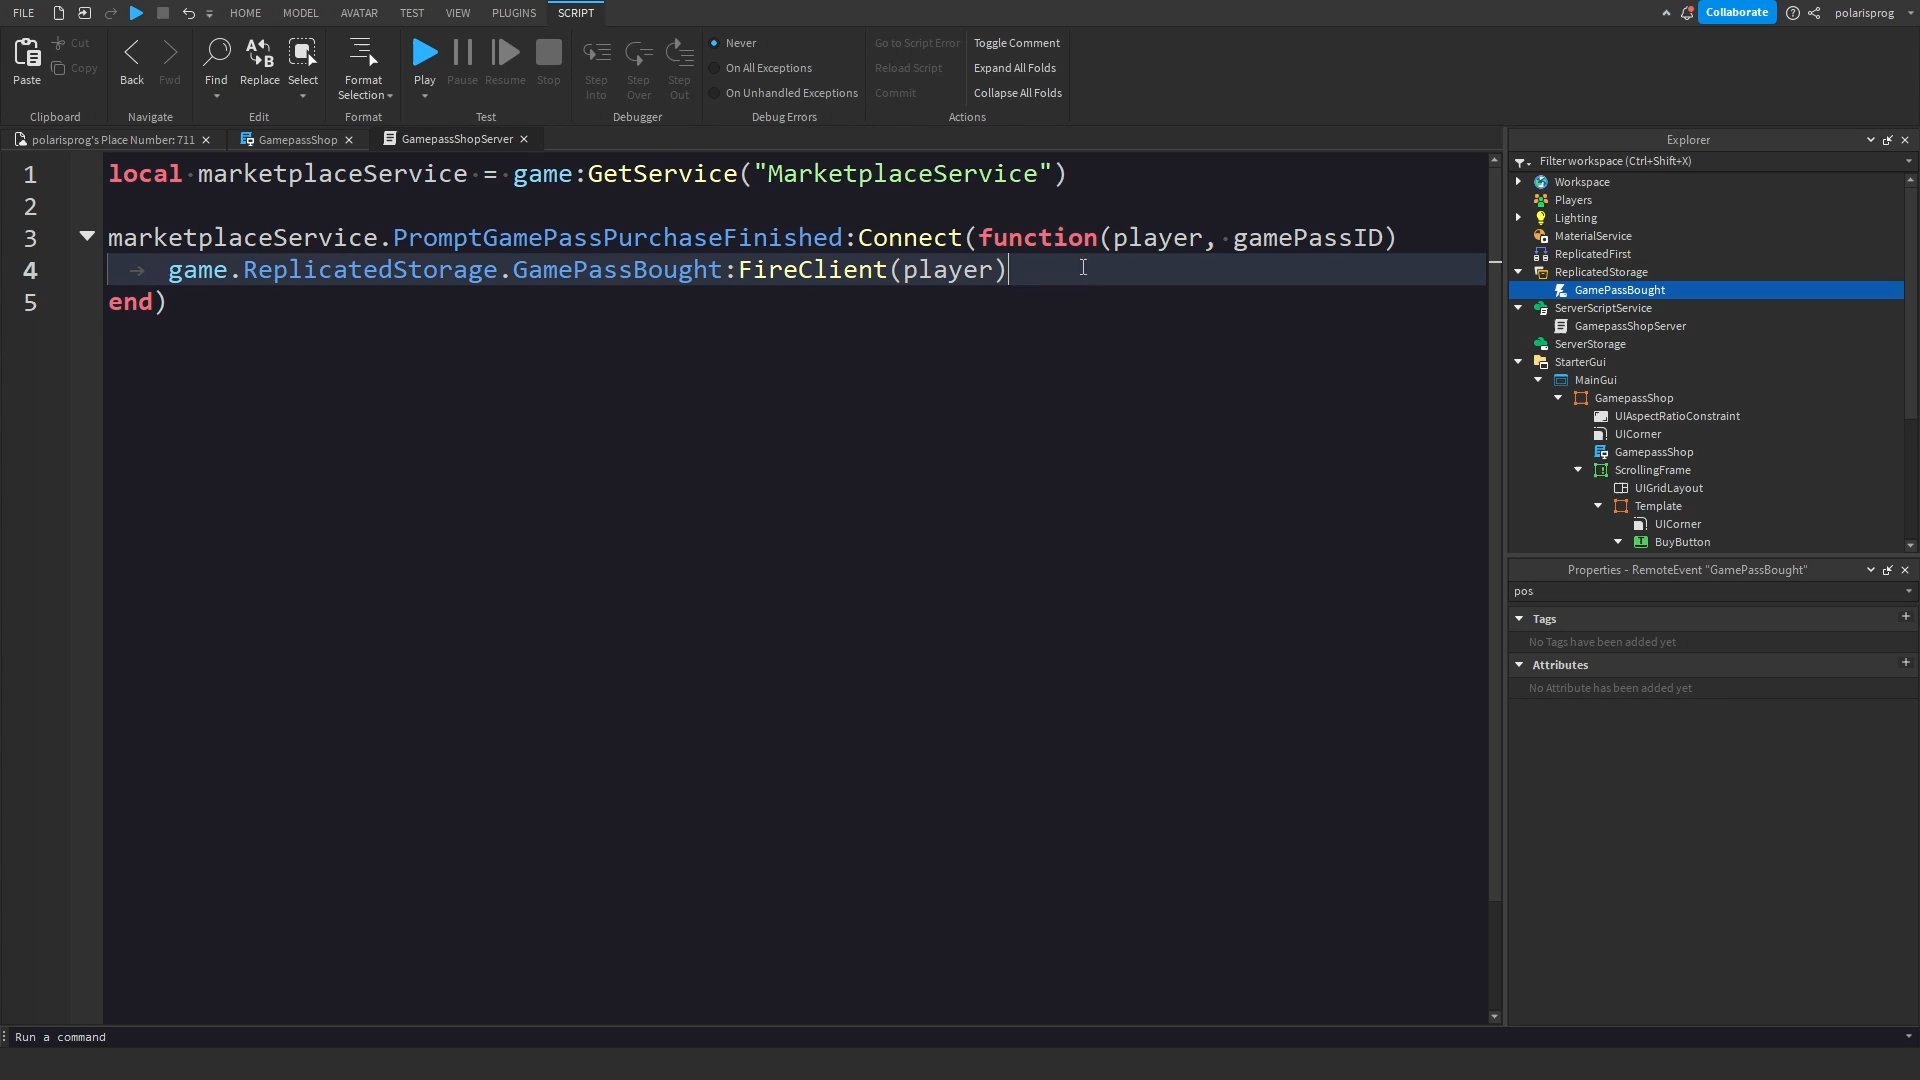 FILE HOME MODEL AVATAR TEST VIEW PLUGINS SCRIPT Collaborate polarisprog
Paste Cut Copy Back Fwd Find Replace Select Format Selection Play Pause Resume Stop Step Into Step Over Step Out
Never
On All Exceptions
On Unhandled Exceptions
Go to Script Error
Reload Script
Commit
Toggle Comment
Expand All Folds
Collapse All Folds
Clipboard Navigate Edit Format Test Debugger Debug Errors Actions
polarisprog's Place Number: 711 GamepassShop GamepassShopServer
1 local marketplaceService = game:GetService("MarketplaceService")
2
3 marketplaceService.PromptGamePassPurchaseFinished:Connect(function(player, gamePassID)
4 game.ReplicatedStorage.GamePassBought:FireClient(player)
5 end)
Explorer
Filter workspace (Ctrl+Shift+X)
Workspace
Players
Lighting
MaterialService
ReplicatedFirst
ReplicatedStorage
GamePassBought
ServerScriptService
GamepassShopServer
ServerStorage
StarterGui
MainGui
GamepassShop
UIAspectRatioConstraint
UICorner
GamepassShop
ScrollingFrame
UIGridLayout
Template
UICorner
BuyButton
Properties - RemoteEvent "GamePassBought"
pos
Tags
No Tags have been added yet
Attributes
No Attribute has been added yet
Run a command